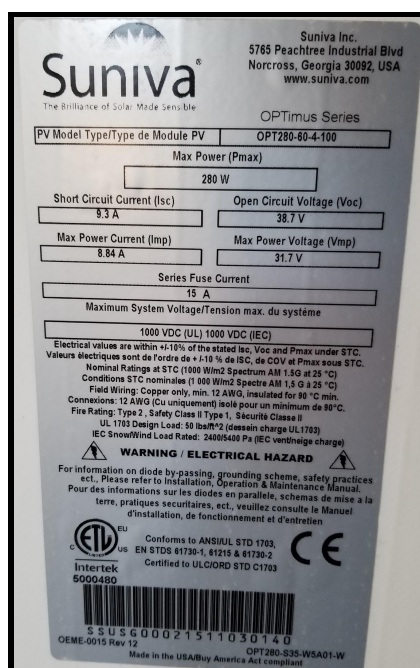 Suniva®
The Brilliance of Solar Made Sensible
Suniva Inc.
5765 Peachtree Industrial Blvd
Norcross, Georgia 30092, USA
www.suniva.com
OPTimus Series
PV Model Type/Type de Module PV
OPT280-60-4-100
Max Power (Pmax)
280 W
Short Circuit Current (Isc)
Open Circuit Voltage (Voc)
9.3 A
38.7 V
Max Power Current (Imp)
Max Power Voltage (Vmp)
8.84 A
31.7 V
Series Fuse Current
15 A
Maximum System Voltage/Tension max. du systéme
1000 VDC (UL) 1000 VDC (IEC)
Electrical values are within +/-10% of the stated Isc, Voc and Pmax under STC.
Valeurs électriques sont de l'ordre de + /-10 % de ISC, de COV et Pmax sous STC.
Nominal Ratings at STC (1000 W/m2 Spectrum AM 1.5G at 25 °C)
Conditions STC nominales (1 000 W/m2 Spectre AM 1,5 G à 25 °C)
Field Wiring: Copper only, min. 12 AWG, insulated for 90 °C min.
Connexions: 12 AWG (Cu uniquement) isolé pour un minimum de 90°C.
Fire Rating: Type 2 , Safety Class II Type 1, Sécurité Classe II
UL 1703 Design Load: 50 lbs/ft^2 (dessein charge UL1703)
IEC Snow/Wind Load Rated: 2400/5400 Pa (IEC vent/neige charge)
WARNING / ELECTRICAL HAZARD
For information on diode by-passing, grounding scheme, safety practices
ect., Please refer to Installation, Operation & Maintenance Manual.
Pour des informations sur les diodes en parallele, schemas de mise a la
terre, pratiques securitaires, ect., veuillez consulte le Manuel
d'installation, de fonctionnement et d'entretien
ETL
C
EU
US
Intertek
5000480
Conforms to ANSI/UL STD 1703,
EN STDS 61730-1, 61215 & 61730-2
Certified to ULC/ORD STD C1703
CE
SSUSG00021511030140
OEME-0015 Rev 12
OPT280-S35-W5A01-W
Made in the USA/Buy America Act compliant